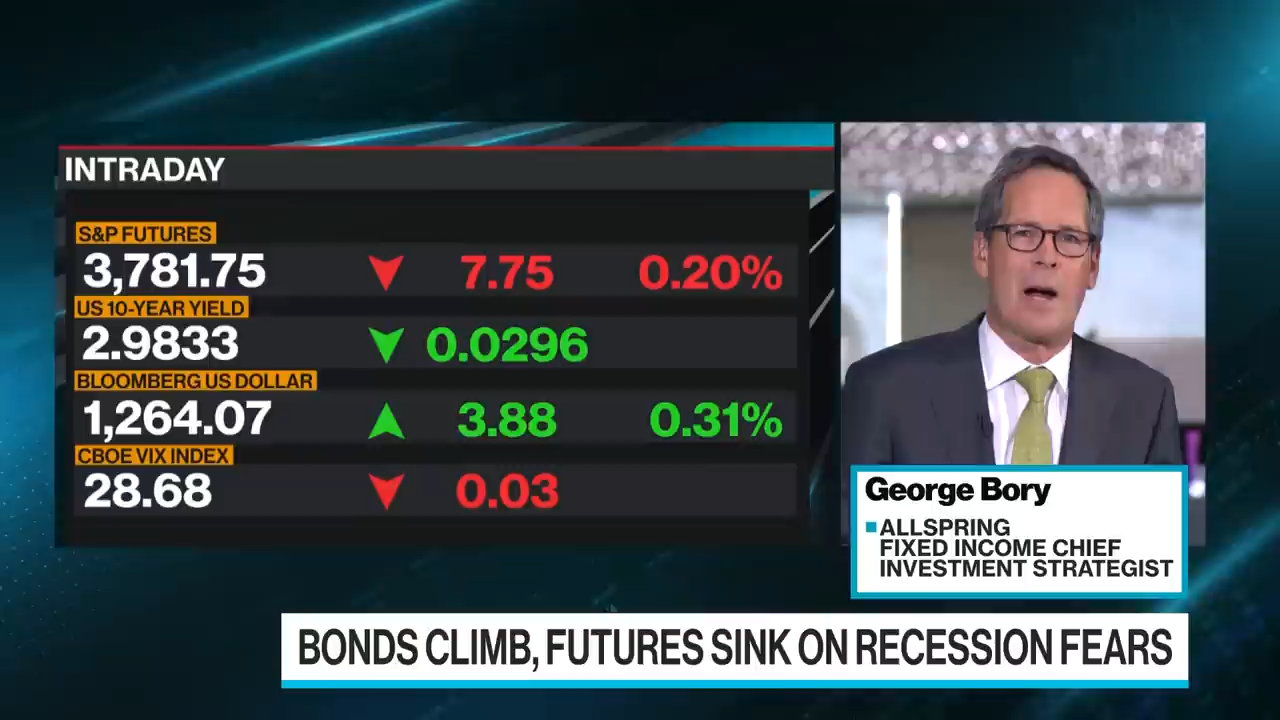 INTRADAY
S&P FUTURES
3,781.75 7.75 0.20%
US 10-YEAR YIELD
2.9833 0.0296
BLOOMBERG US DOLLAR
1,264.07 3.88 0.31%
CBOE VIX INDEX
28.68 0.03
George Bory
ALLSPRING
FIXED INCOME CHIEF
INVESTMENT STRATEGIST
BONDS CLIMB, FUTURES SINK ON RECESSION FEARS